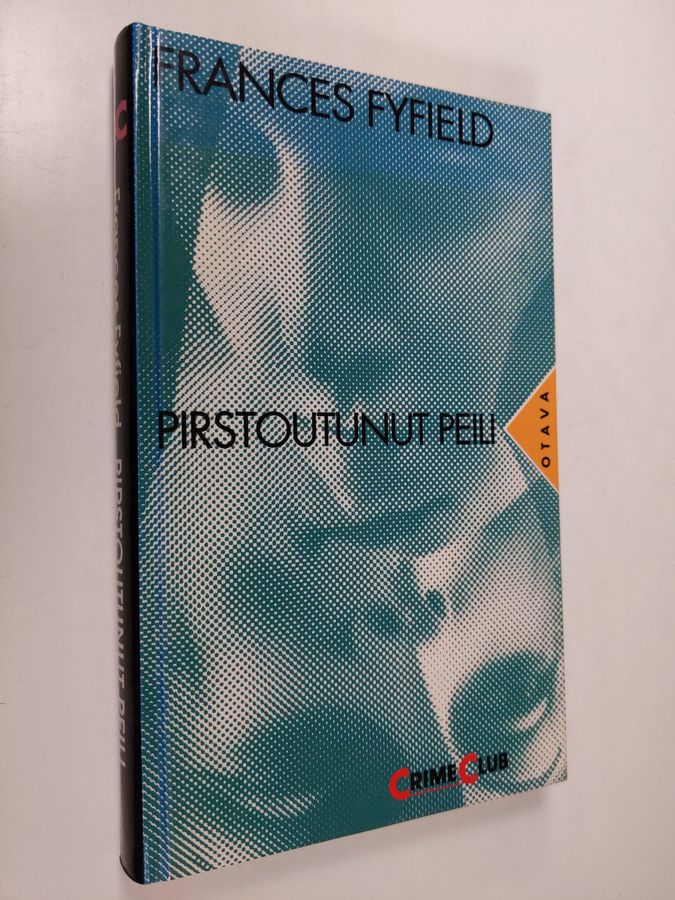 FRANCES FYFIELD
PIRSTOUTUNUT PEILI
OTAVA
CRIME CLUB
C Frances Fyfield PIRSTOUTUNUT PEILI